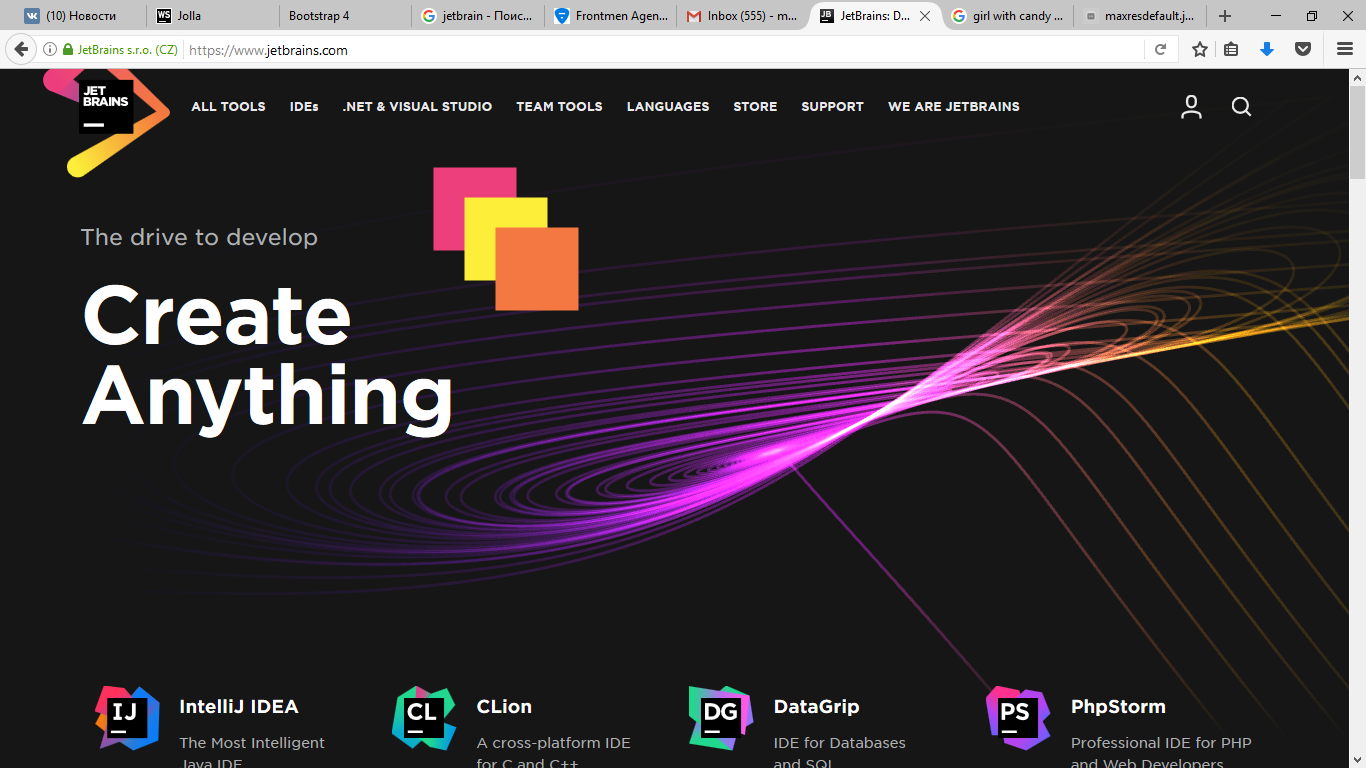 (10) Новости
WS
Jolla
Bootstrap 4
jetbrain - Поис...
Frontmen Agen...
Inbox (555) - m...
JB
JetBrains: D...
girl with candy ...
maxresdefault.j...
JetBrains s.r.o. (CZ)
https://www.jetbrains.com
JET
BRAINS
ALL TOOLS
IDEs
.NET & VISUAL STUDIO
TEAM TOOLS
LANGUAGES
STORE
SUPPORT
WE ARE JETBRAINS
The drive to develop
Create
Anything
IJ
IntelliJ IDEA
The Most Intelligent
Java IDE
CL
CLion
A cross-platform IDE
for C and C++
DG
DataGrip
IDE for Databases
and SQL
PS
PhpStorm
Professional IDE for PHP
and Web Developers